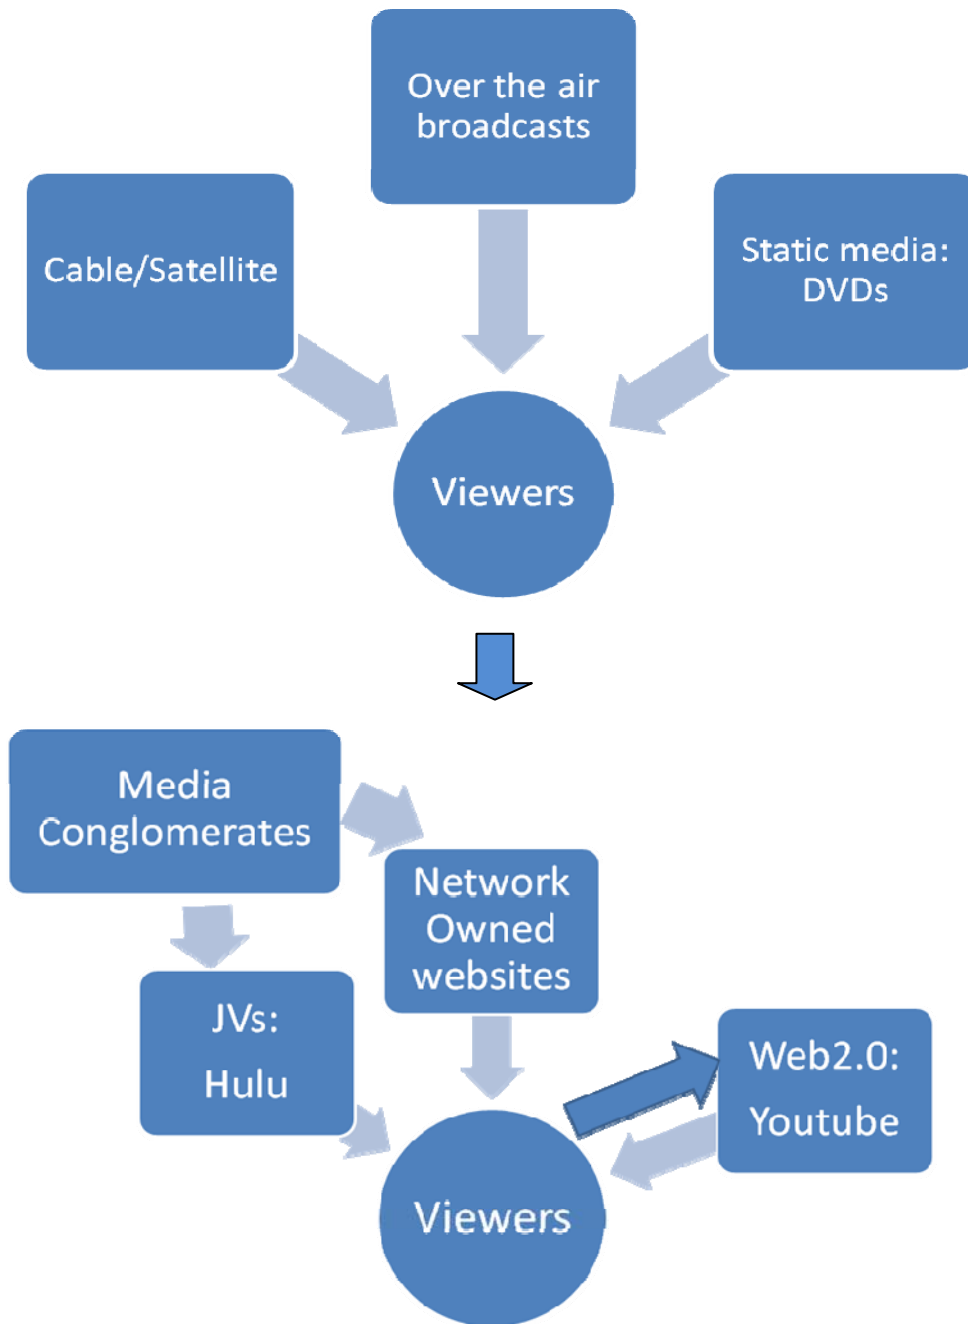 Over the air
broadcasts
Cable/Satellite
Static media:
DVDs
Viewers
Media
Conglomerates
Network
Owned
websites
JVs:
Hulu
Web2.0:
Youtube
Viewers